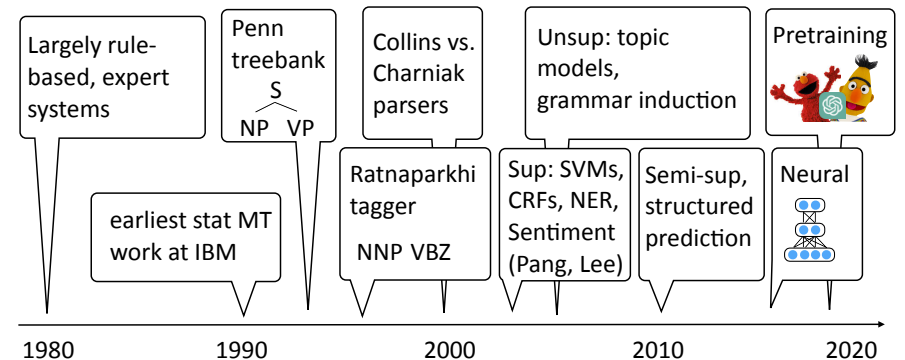 Largely rule-
based, expert
systems
earliest stat MT
work at IBM
Penn
treebank
S
NP VP
Collins vs.
Charniak
parsers
Ratnaparkhi
tagger
NNP VBZ
Unsup: topic
models,
grammar induction
Sup: SVMs,
CRFs, NER,
Sentiment
(Pang, Lee)
Semi-sup,
structured
prediction
Pretraining
Neural
1980 1990 2000 2010 2020